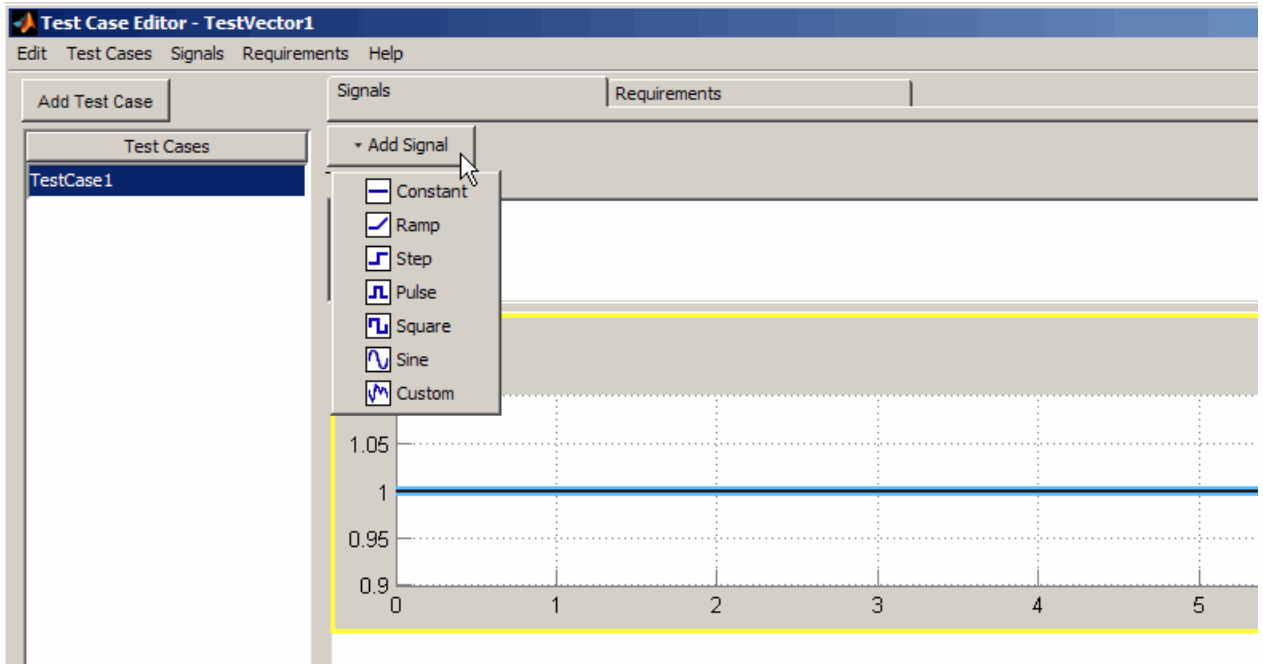 Test Case Editor - TestVector1
Edit Test Cases Signals Requirements Help
Add Test Case
Signals Requirements
Test Cases
Add Signal
TestCase1
Constant
Ramp
Step
Pulse
Square
Sine
Custom
1.05
1
0.95
0.9
0 1 2 3 4 5